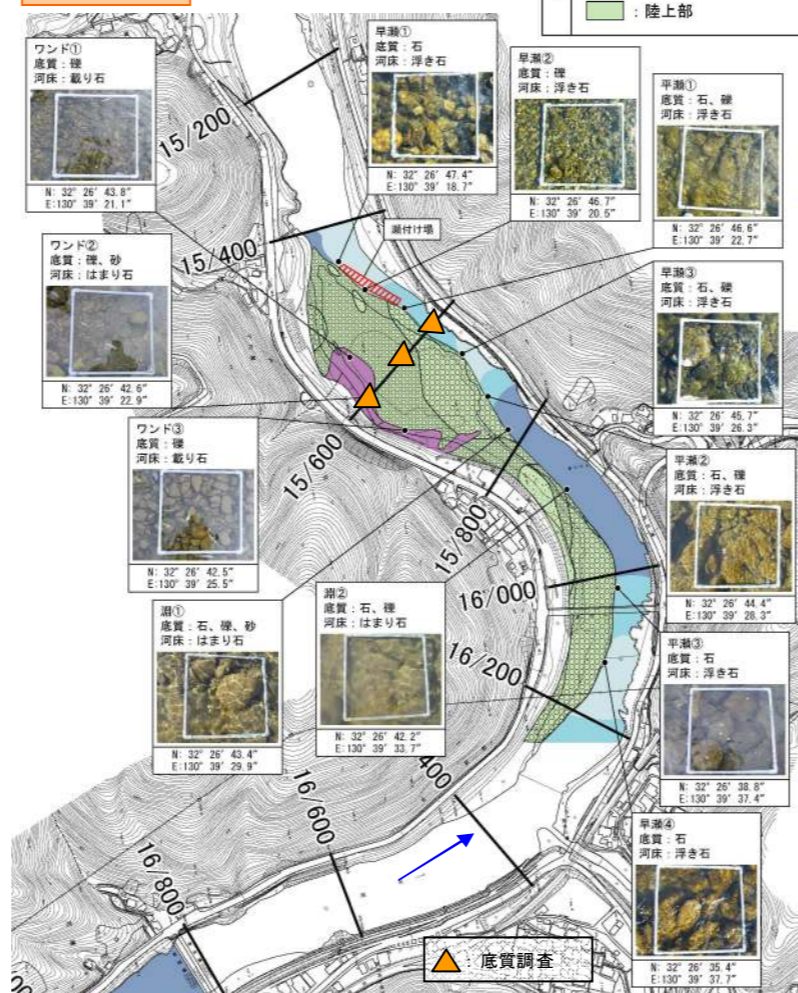 ：陸上部
ワンド①
底質：礫
河床：載り石
N: 32° 26′ 43.8″
E:130° 39′ 21.1″
早瀬①
底質：石
河床：浮き石
N: 32° 26′ 47.4″
E:130° 39′ 18.7″
早瀬②
底質：礫
河床：浮き石
N: 32° 26′ 46.7″
E:130° 39′ 20.5″
平瀬①
底質：石、礫
河床：浮き石
N: 32° 26′ 46.6″
E:130° 39′ 22.7″
15/200
瀬付け場
15/400
ワンド②
底質：礫、砂
河床：はまり石
N: 32° 26′ 42.6″
E:130° 39′ 22.9″
早瀬③
底質：石、礫
河床：浮き石
N: 32° 26′ 45.7″
E:130° 39′ 26.3″
ワンド③
底質：礫
河床：載り石
N: 32° 26′ 42.5″
E:130° 39′ 25.5″
15/600
15/800
平瀬②
底質：石、礫
河床：浮き石
N: 32° 26′ 44.4″
E:130° 39′ 28.3″
16/000
淵①
底質：石、礫、砂
河床：はまり石
N: 32° 26′ 43.4″
E:130° 39′ 29.9″
淵②
底質：石、礫
河床：はまり石
N: 32° 26′ 42.2″
E:130° 39′ 33.7″
16/200
平瀬③
底質：石
河床：浮き石
N: 32° 26′ 38.8″
E:130° 39′ 37.4″
400
16/600
早瀬④
底質：石
河床：浮き石
N: 32° 26′ 35.4″
E:130° 39′ 37.7″
16/800
：底質調査